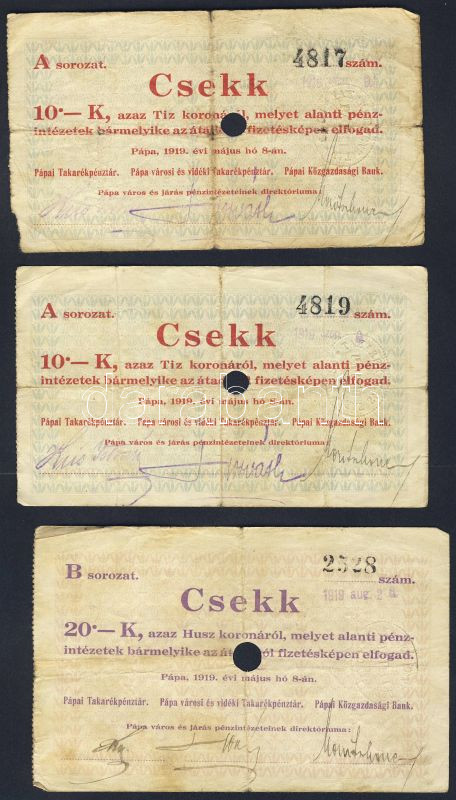 4817
A sorozat. szám.
Csekk
10·— K, azaz Tiz koronáról, melyet alanti pénz-
intézetek bármelyike az fizetésképen elfogad.
Pápa, 1919. évi május hó 8-án.
Pápai Takarékpénztár. Pápa városi és vidéki Takarékpénztár. Pápai Közgazdasági Bank.
Pápa város és járás pénzintézeteinek direktóriuma:
4819
A sorozat. szám.
Csekk
10·— K, azaz Tiz koronáról, melyet alanti pénz-
intézetek bármelyike az fizetésképen elfogad.
Pápa, 1919. évi május hó 8-án.
Pápai Takarékpénztár. Pápa városi és vidéki Takarékpénztár. Pápai Közgazdasági Bank.
Pápa város és járás pénzintézeteinek direktóriuma:
2528
B sorozat. szám.
1919 aug. 2
Csekk
20·— K, azaz Husz koronáról, melyet alanti pénz-
intézetek bármelyike az fizetésképen elfogad.
Pápa, 1919. évi május hó 8-án.
Pápai Takarékpénztár. Pápa városi és vidéki Takarékpénztár. Pápai Közgazdasági Bank.
Pápa város és járás pénzintézeteinek direktóriuma: